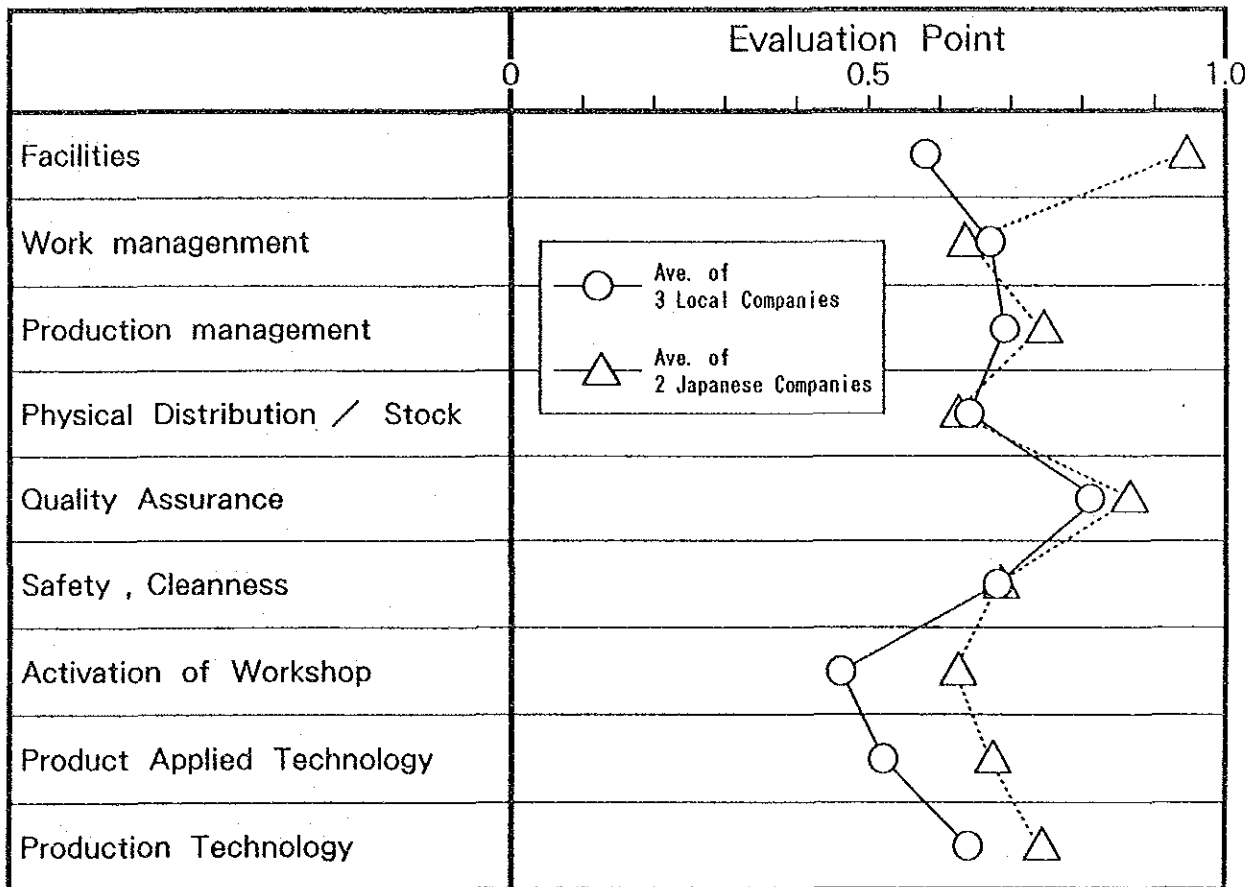 Evaluation Point
0 0.5 1.0
Facilities
Work managenment
Production management
Physical Distribution ／ Stock
Quality Assurance
Safety , Cleanness
Activation of Workshop
Product Applied Technology
Production Technology
Ave. of
3 Local Companies
Ave. of
2 Japanese Companies